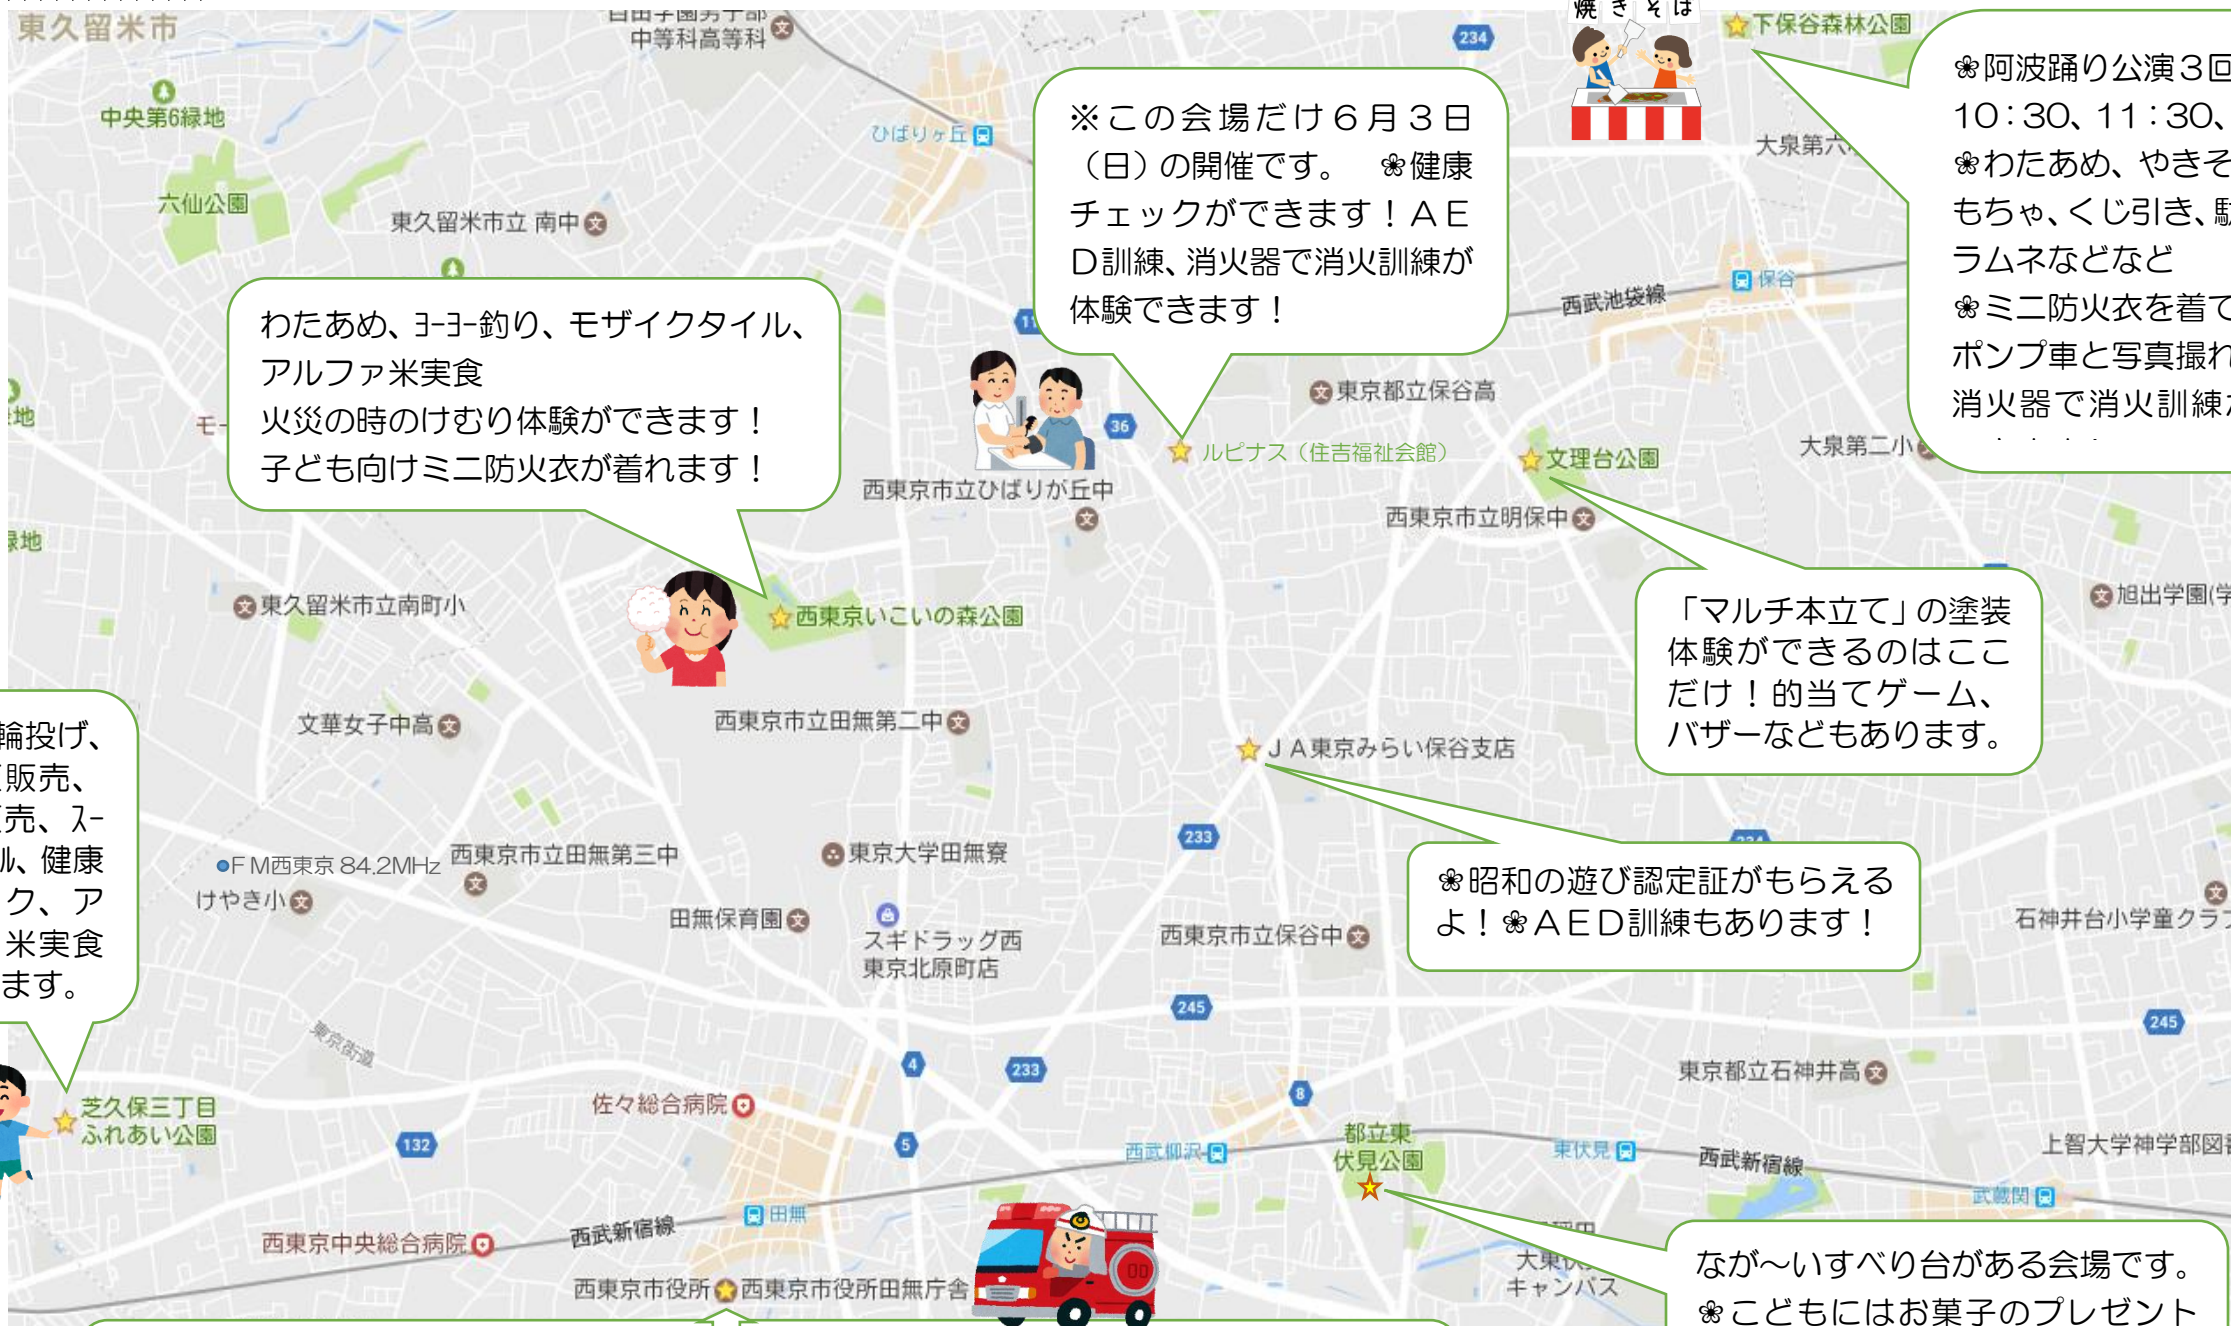 東久留米市
中等科高等科
234
焼きそば
下保谷森林公園
中央第6緑地
ひばりヶ丘
※この会場だけ６月３日
（日）の開催です。　❀健康
チェックができます！ＡＥ
Ｄ訓練、消火器で消火訓練が
体験できます！
❀阿波踊り公演３回
10：30、11：30、
❀わたあめ、やきそ
もちゃ、くじ引き、
ラムネなどなど
❀ミニ防火衣を着て
ポンプ車と写真撮れ
消火器で消火訓練
大泉第六
六仙公園
東久留米市立 南中
保谷
西武池袋線
わたあめ、ﾖｰﾖｰ釣り、モザイクタイル、
アルファ米実食
火災の時のけむり体験ができます！
子ども向けミニ防火衣が着れます！
東京都立保谷高
36
ルピナス（住吉福祉会館）
文理台公園
大泉第二小
西東京市立ひばりが丘中
西東京市立明保中
緑地
東久留米市立南町小
西東京いこいの森公園
「マルチ本立て」の塗装
体験ができるのはここ
だけ！的当てゲーム、
バザーなどもあります。
旭出学園(学
輪投げ、
販売、
売、ｽｰ
ﾙ、健康
ク、ア
米実食
ます。
文華女子中高
西東京市立田無第二中
ＪＡ東京みらい保谷支店
233
234
●ＦＭ西東京 84.2MHz
西東京市立田無第三中
東京大学田無寮
❀昭和の遊び認定証がもらえる
よ！❀ＡＥＤ訓練もあります！
けやき小
田無保育園
スギドラッグ西
東京北原町店
西東京市立保谷中
石神井台小学童クラブ
245
245
東京街道
4
233
東京都立石神井高
8
芝久保三丁目
ふれあい公園
佐々総合病院
132
5
西武柳沢
都立東
伏見公園
東伏見
西武新宿線
上智大学神学部図
武蔵関
田無
西武新宿線
西東京中央総合病院
キャンパス
なが～いすべり台がある会場です。
❀こどもにはお菓子のプレゼント
西東京市役所
西東京市役所田無庁舎